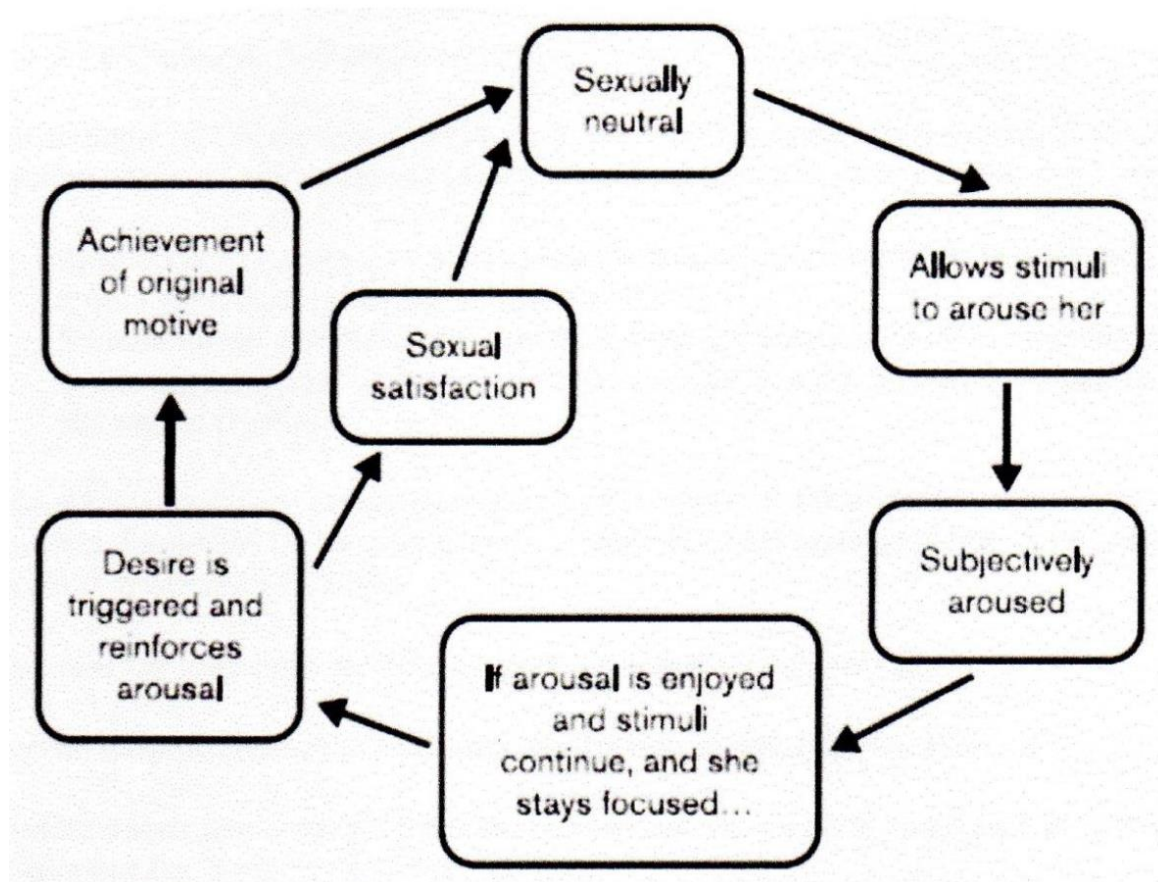 Sexually
neutral
Allows stimuli
to arouse her
Subjectively
aroused
If arousal is enjoyed
and stimuli
continue, and she
stays focused...
Desire is
triggered and
reinforces
arousal
Achievement
of original
motive
Sexual
satisfaction